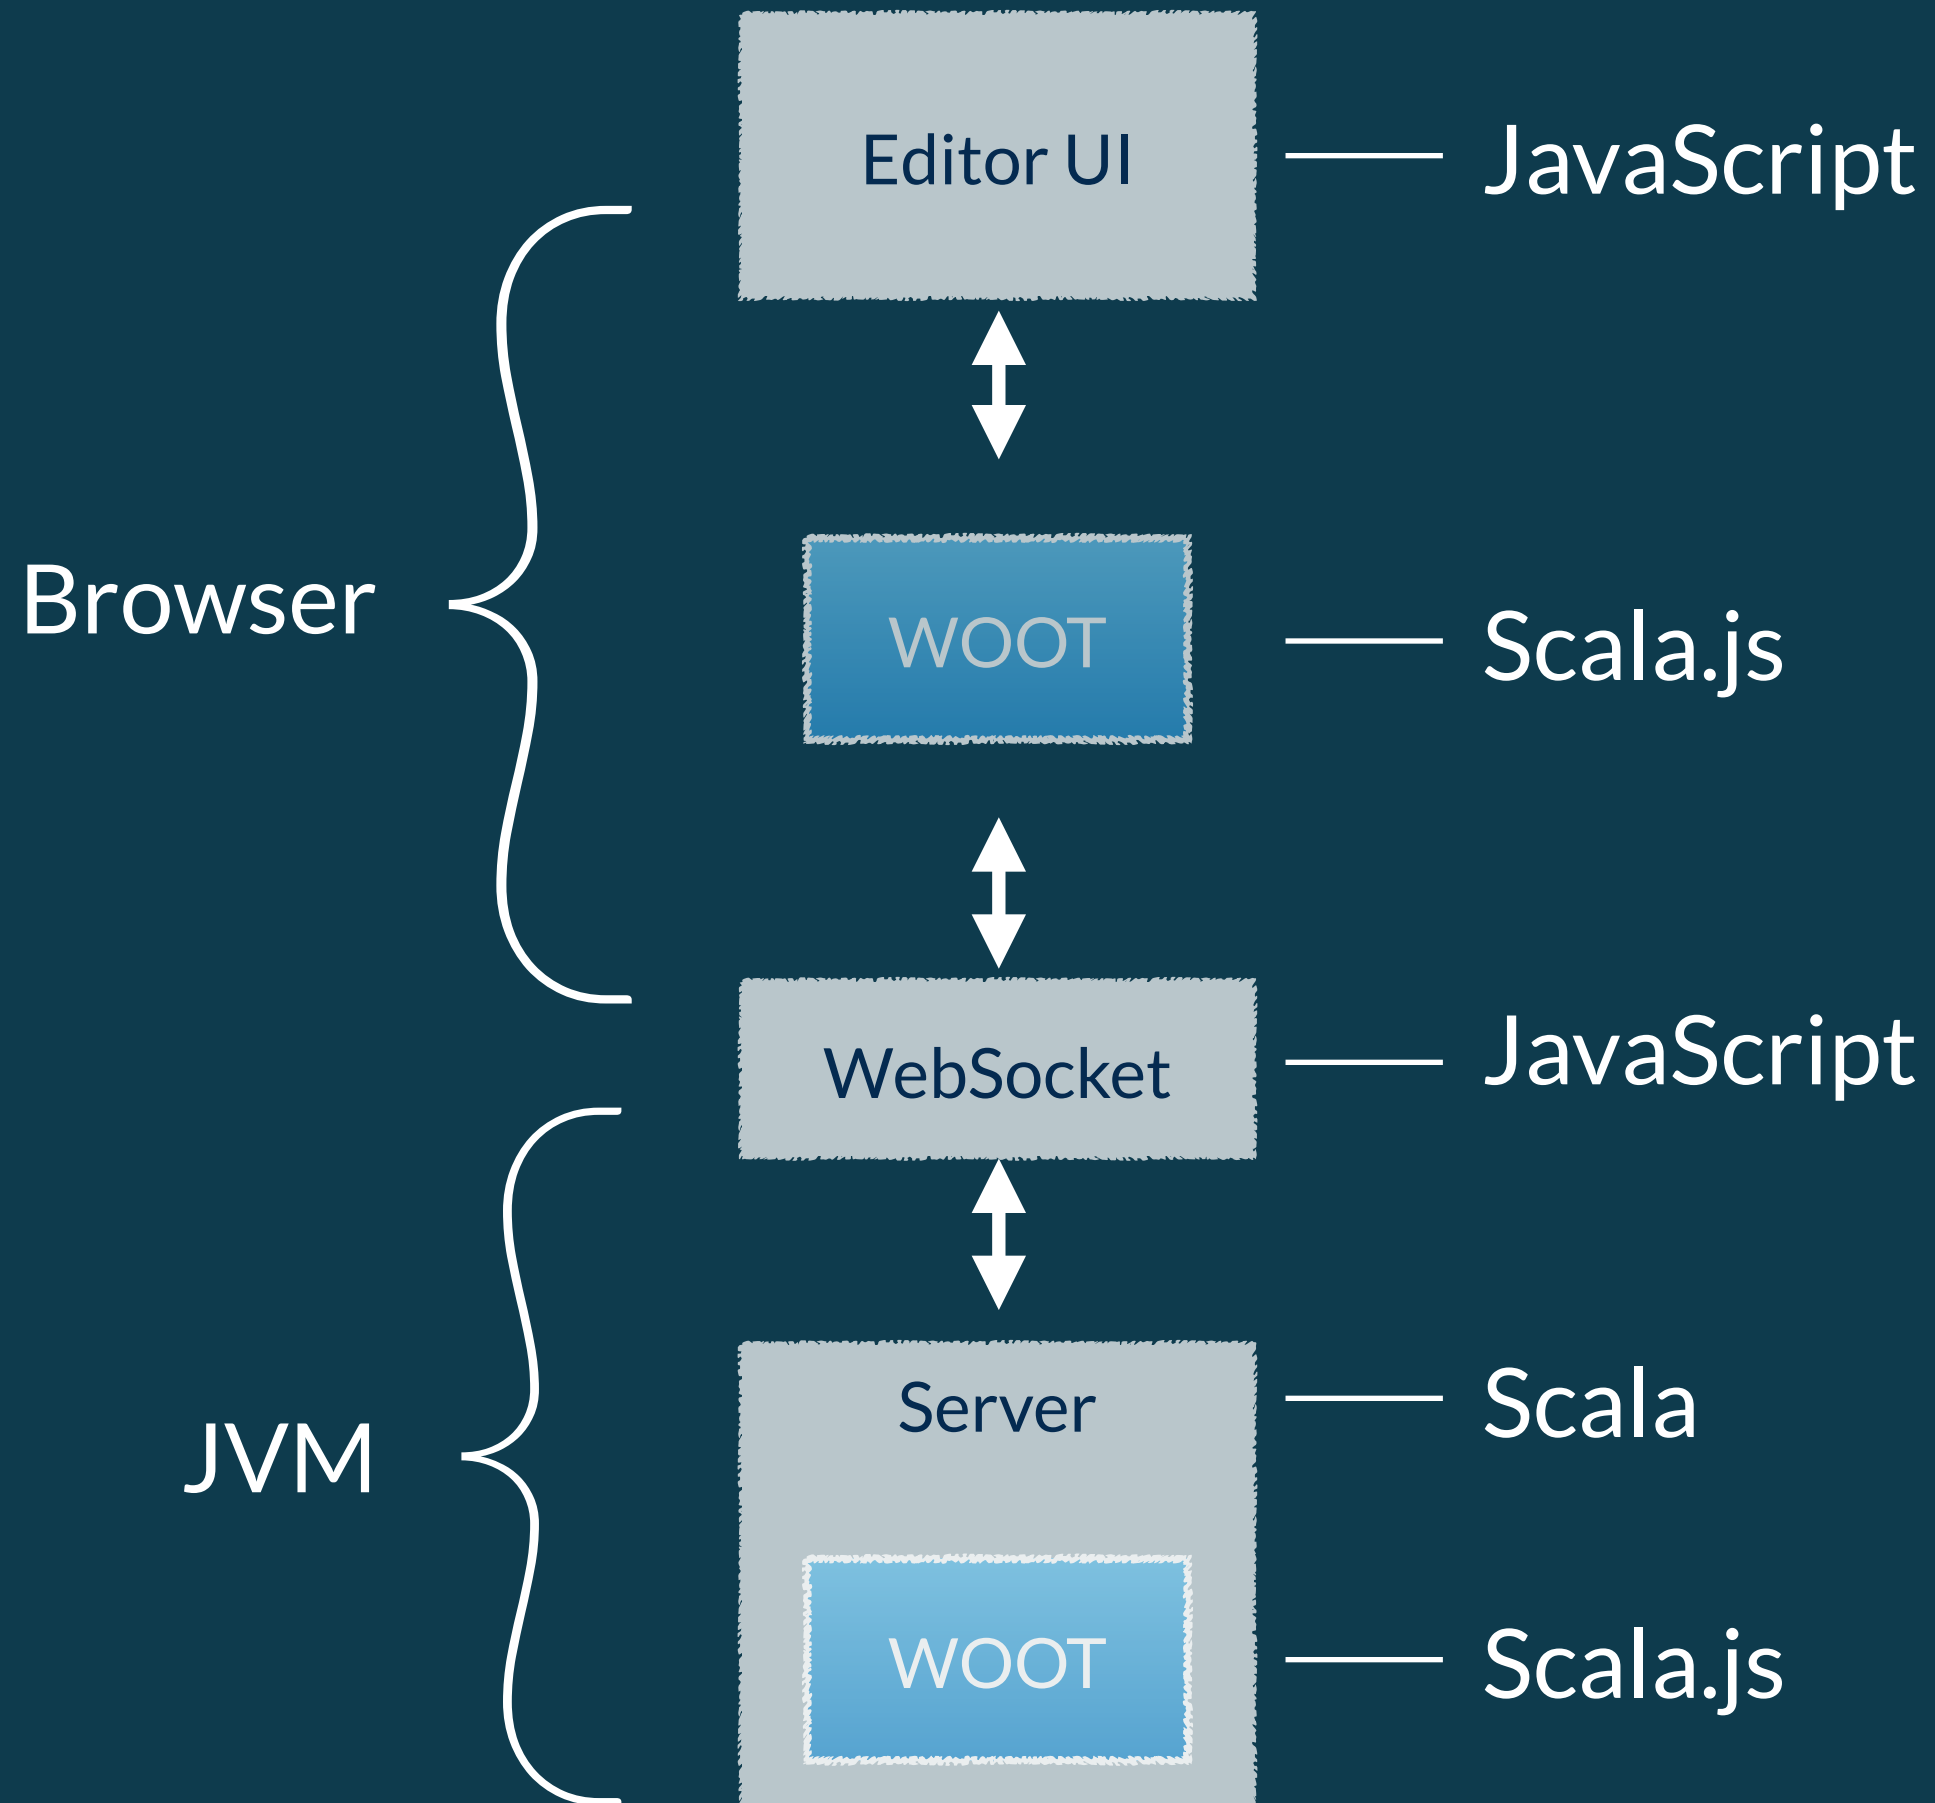 Editor UI
JavaScript
Browser
WOOT
Scala.js
WebSocket
JavaScript
Server
Scala
JVM
WOOT
Scala.js